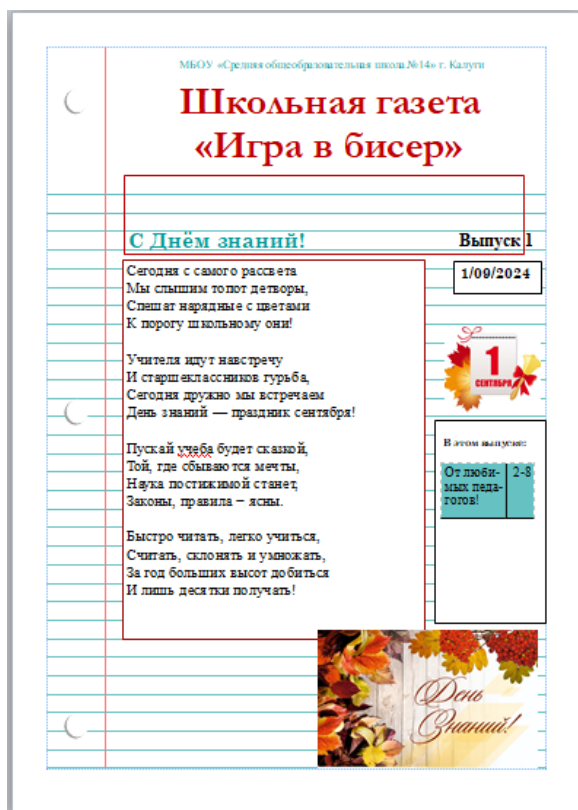 МБОУ «Средняя общеобразовательная школа №14» г. Калуги
Школьная газета
«Игра в бисер»
С Днём знаний!
Выпуск 1
1/09/2024
Сегодня с самого рассвета
Мы слышим топот детворы,
Спешат нарядные с цветами
К порогу школьному они!
Учителя идут навстречу
И старшеклассников гурьба,
Сегодня дружно мы встречаем
День знаний — праздник сентября!
Пускай учеба будет сказкой,
Той, где сбываются мечты,
Наука постижимой станет,
Законы, правила – ясны.
Быстро читать, легко учиться,
Считать, склонять и умножать,
За год больших высот добиться
И лишь десятки получать!
1
СЕНТЯБРЯ
В этом выпуске:
От люби-
мых педа-
гогов!
2-8
День
Знаний!